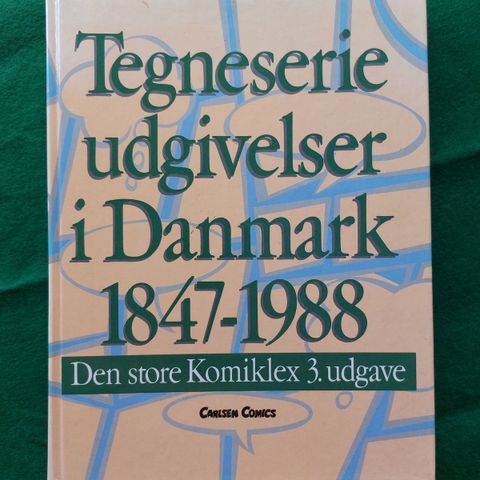 Tegneserie
udgivelser
i Danmark
1847-1988
Den store Komiklex 3. udgave
CARLSEN COMICS